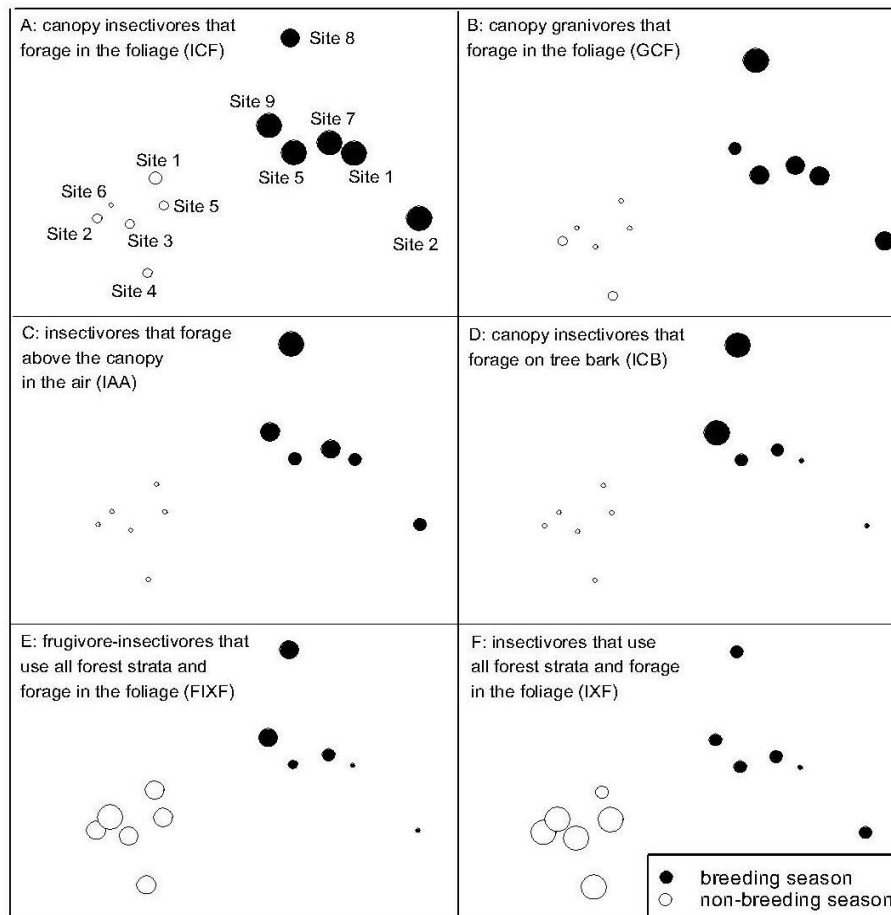 A: canopy insectivores that
forage in the foliage (ICF)
Site 8
Site 9
Site 7
Site 5
Site 1
Site 2
Site 1
Site 6
Site 5
Site 2
Site 3
Site 4
B: canopy granivores that
forage in the foliage (GCF)
C: insectivores that forage
above the canopy
in the air (IAA)
D: canopy insectivores that
forage on tree bark (ICB)
E: frugivore-insectivores that
use all forest strata and
forage in the foliage (FIXF)
F: insectivores that use
all forest strata and forage
in the foliage (IXF)
breeding season
non-breeding season